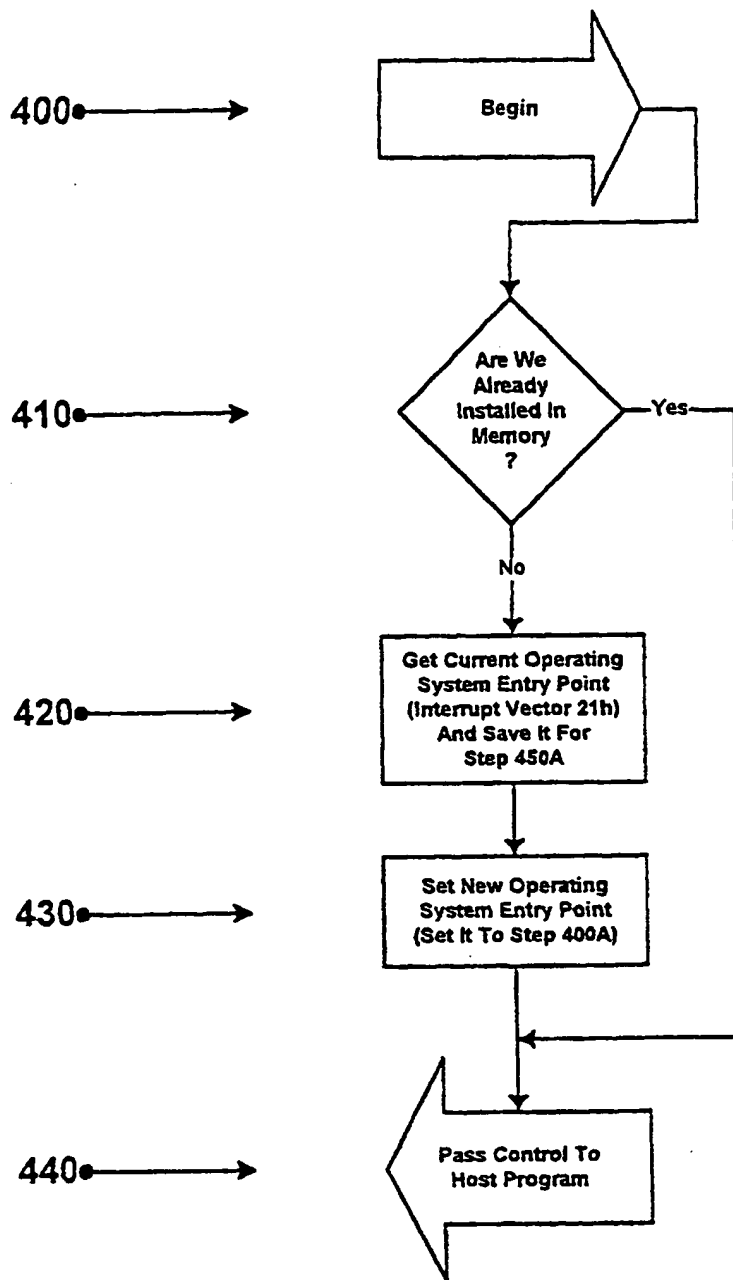 400
Begin
410
Are We
Already
Installed In
Memory
?
Yes
No
420
Get Current Operating
System Entry Point
(Interrupt Vector 21h)
And Save It For
Step 450A
430
Set New Operating
System Entry Point
(Set It To Step 400A)
440
Pass Control To
Host Program